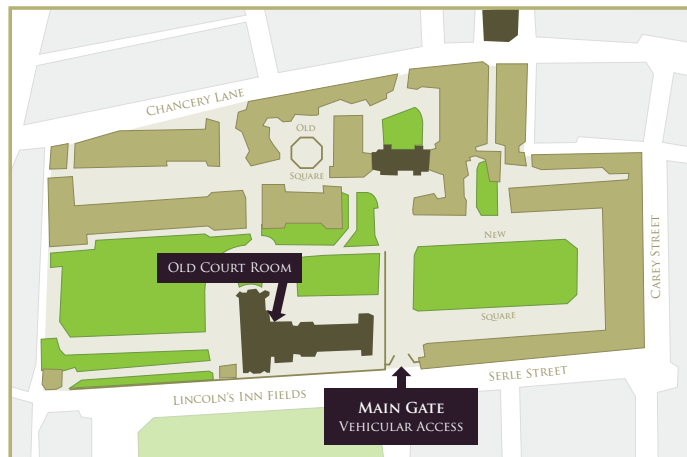 Chancery Lane
Old
Square
New
Carey Street
Old Court Room
Square
Serle Street
Lincoln's Inn Fields
Main Gate
Vehicular Access